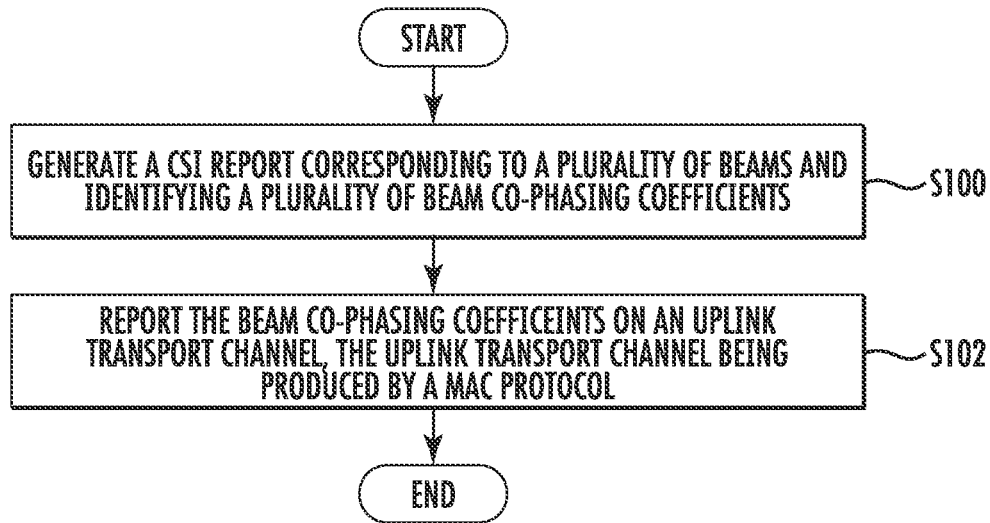 START
GENERATE A CSI REPORT CORRESPONDING TO A PLURALITY OF BEAMS AND
IDENTIFYING A PLURALITY OF BEAM CO-PHASING COEFFICIENTS
S100
REPORT THE BEAM CO-PHASING COEFFICEINTS ON AN UPLINK
TRANSPORT CHANNEL, THE UPLINK TRANSPORT CHANNEL BEING
PRODUCED BY A MAC PROTOCOL
S102
END